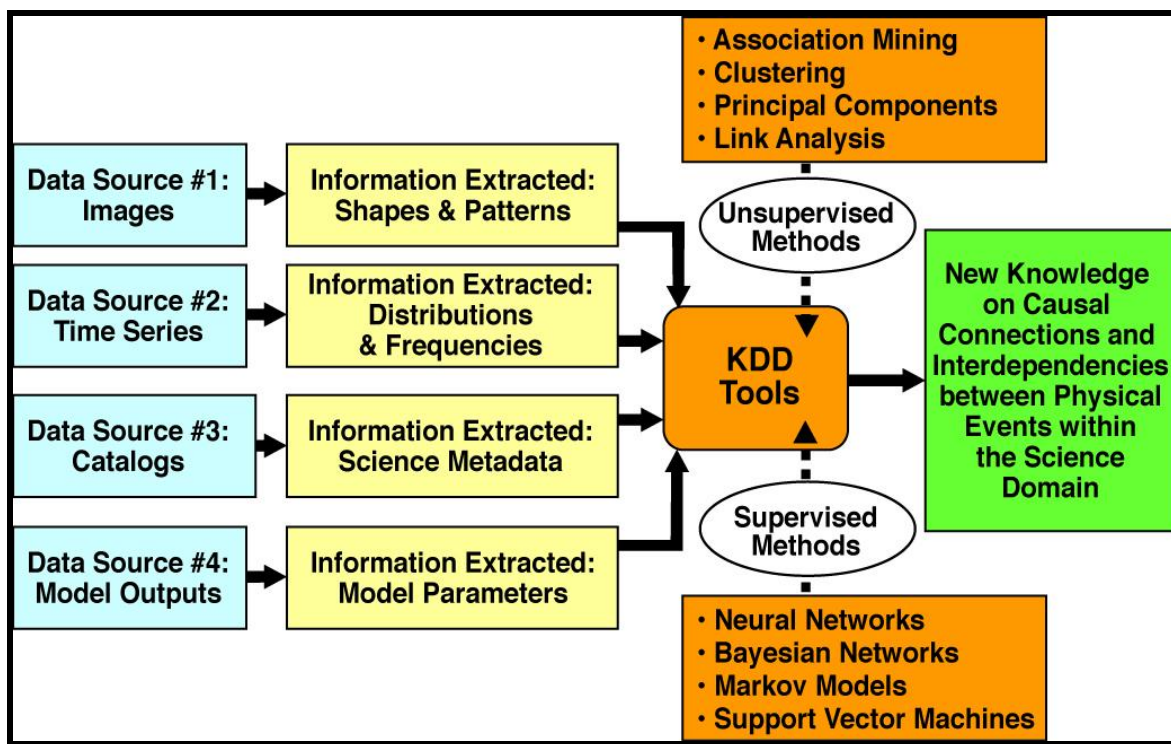 Data Source #1:
Images
Information Extracted:
Shapes & Patterns
Data Source #2:
Time Series
Information Extracted:
Distributions
& Frequencies
Data Source #3:
Catalogs
Information Extracted:
Science Metadata
Data Source #4:
Model Outputs
Information Extracted:
Model Parameters
• Association Mining
• Clustering
• Principal Components
• Link Analysis
Unsupervised
Methods
KDD
Tools
Supervised
Methods
• Neural Networks
• Bayesian Networks
• Markov Models
• Support Vector Machines
New Knowledge
on Causal
Connections and
Interdependencies
between Physical
Events within
the Science
Domain